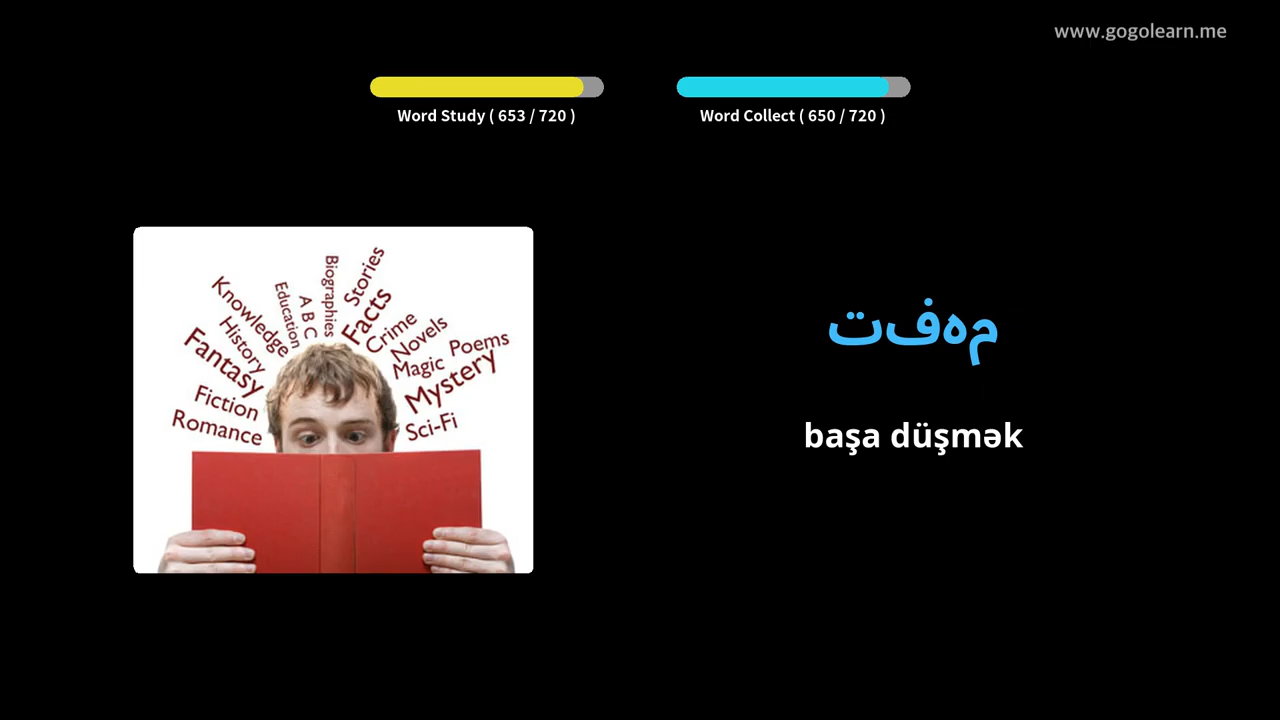 www.gogolearn.me
Word Study ( 653 / 720 )
Word Collect ( 650 / 720 )
Knowledge
History
Fantasy
Fiction
Romance
Education
A B C
Biographies
Stories
Facts
Crime
Novels
Magic
Poems
Mystery
Sci-Fi
م‌ه‌ف‌ت
başa düşmək